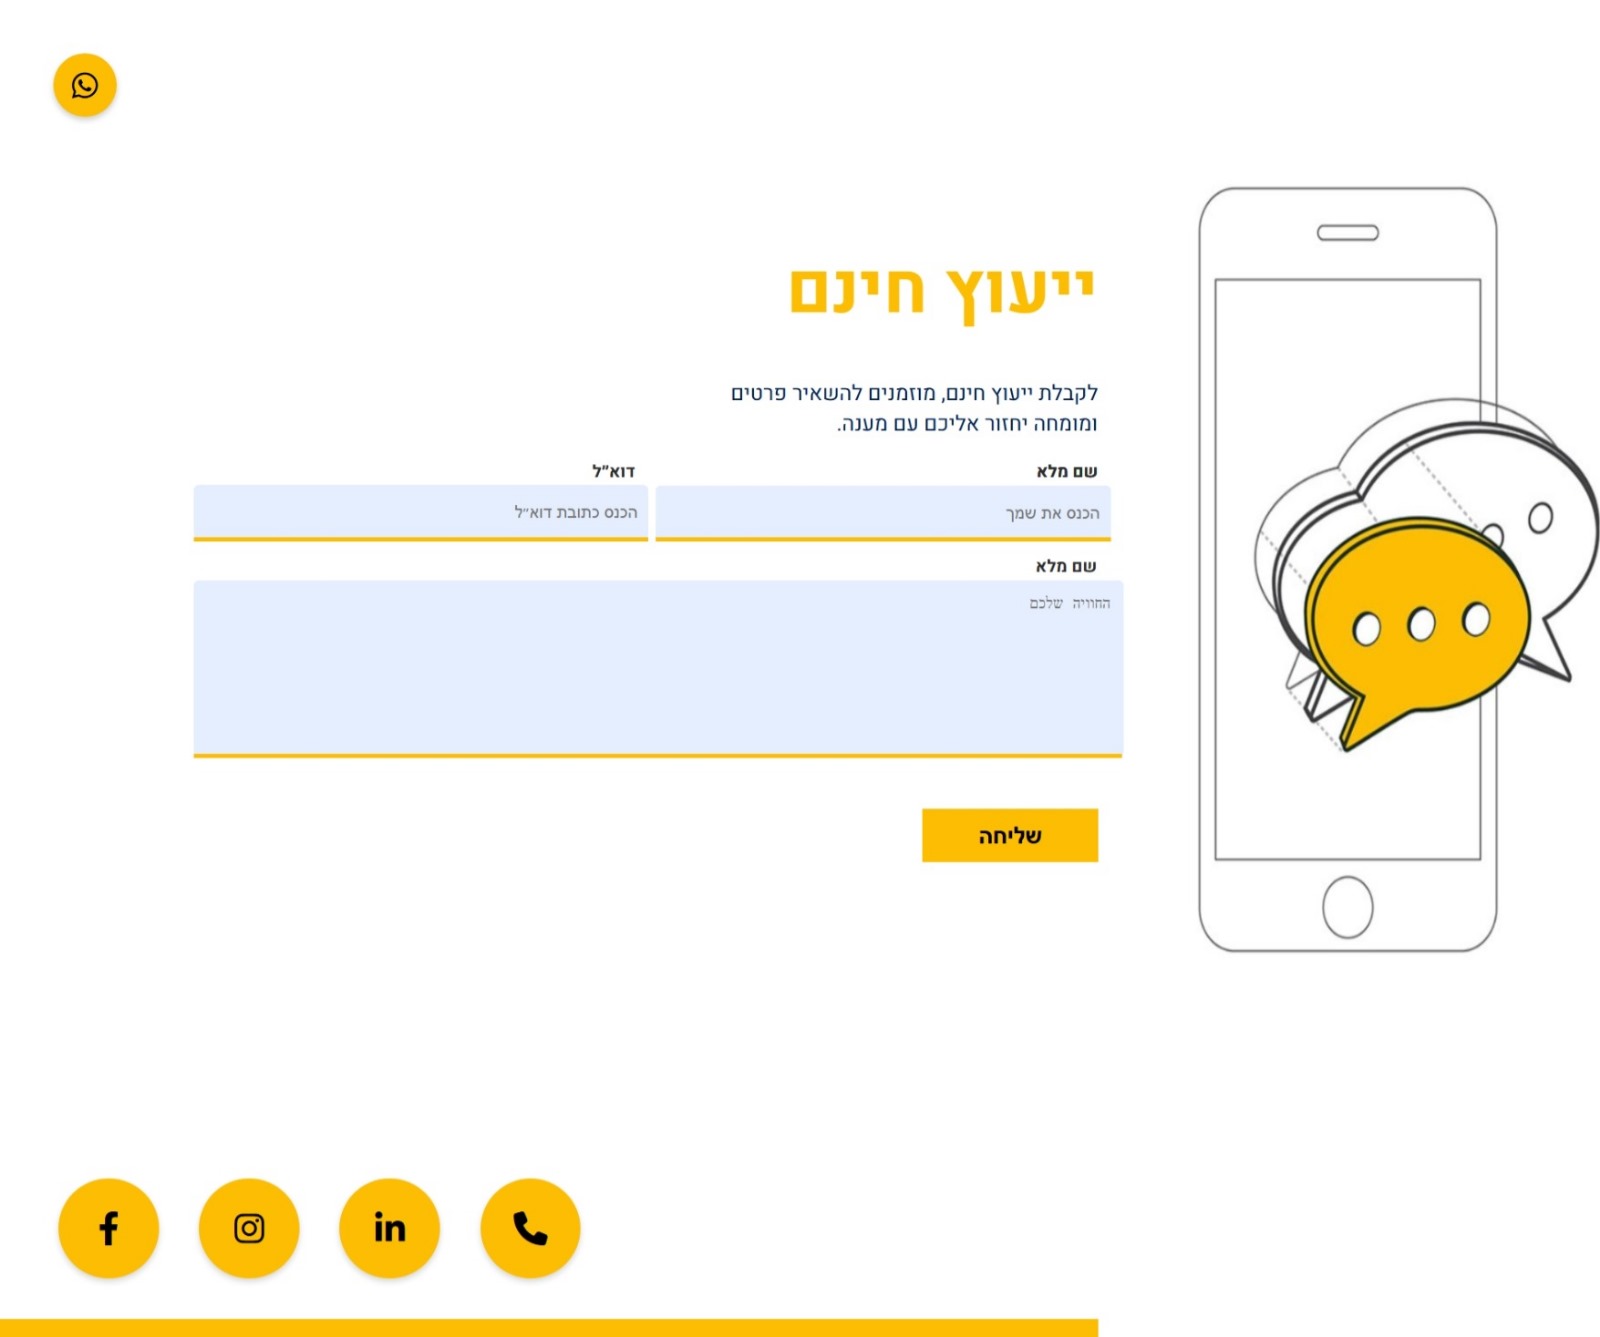 ייעוץ חינם
לקבלת ייעוץ חינם, מוזמנים להשאיר פרטים
ומומחה יחזור אליכם עם מענה.
שם מלא
דוא״ל
הכנס את שמך
הכנס כתובת דוא״ל
שם מלא
החוויה שלכם
שליחה